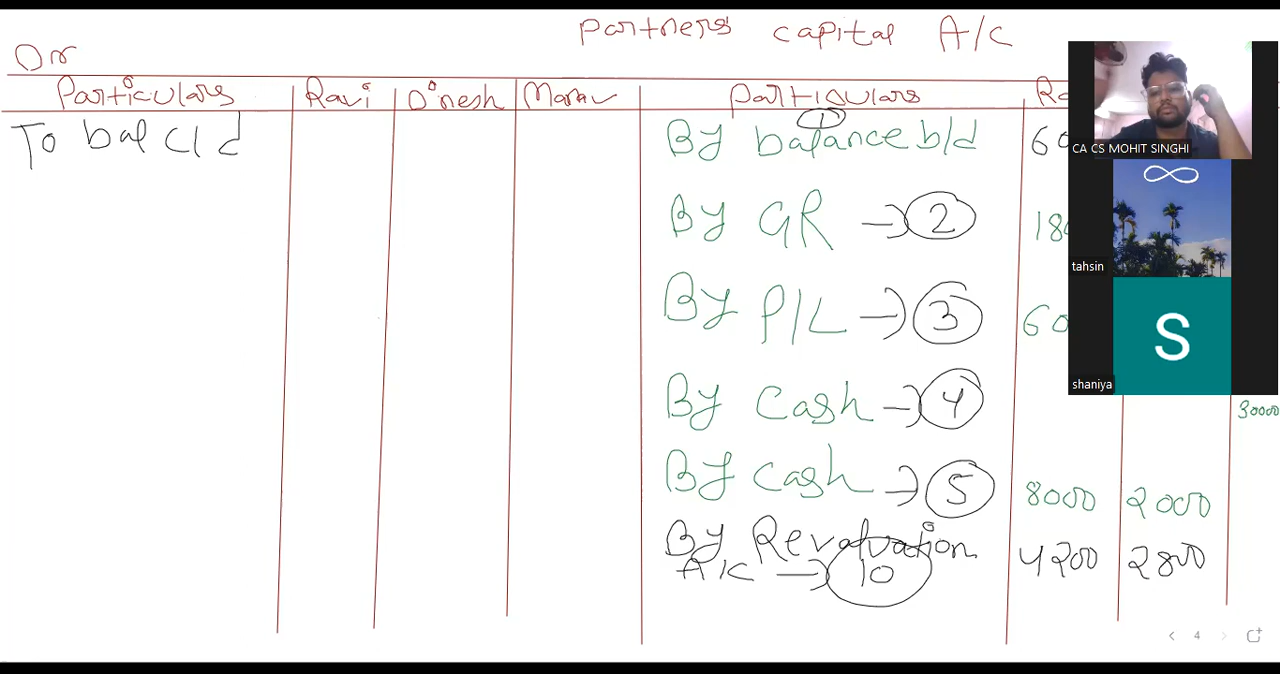 Partners capital A/C
Dr
Particulars Ravi Dinesh Manav Particulars
CA CS MOHIT SINGHI
To bal c/d By balance b/d
1
By GR → 2
tahsin
By P/L → 3
S
shaniya
By Cash → 4 30000
By Cash → 5 8000 2000
By Revaluation 4200 2800
A/C → 10
4